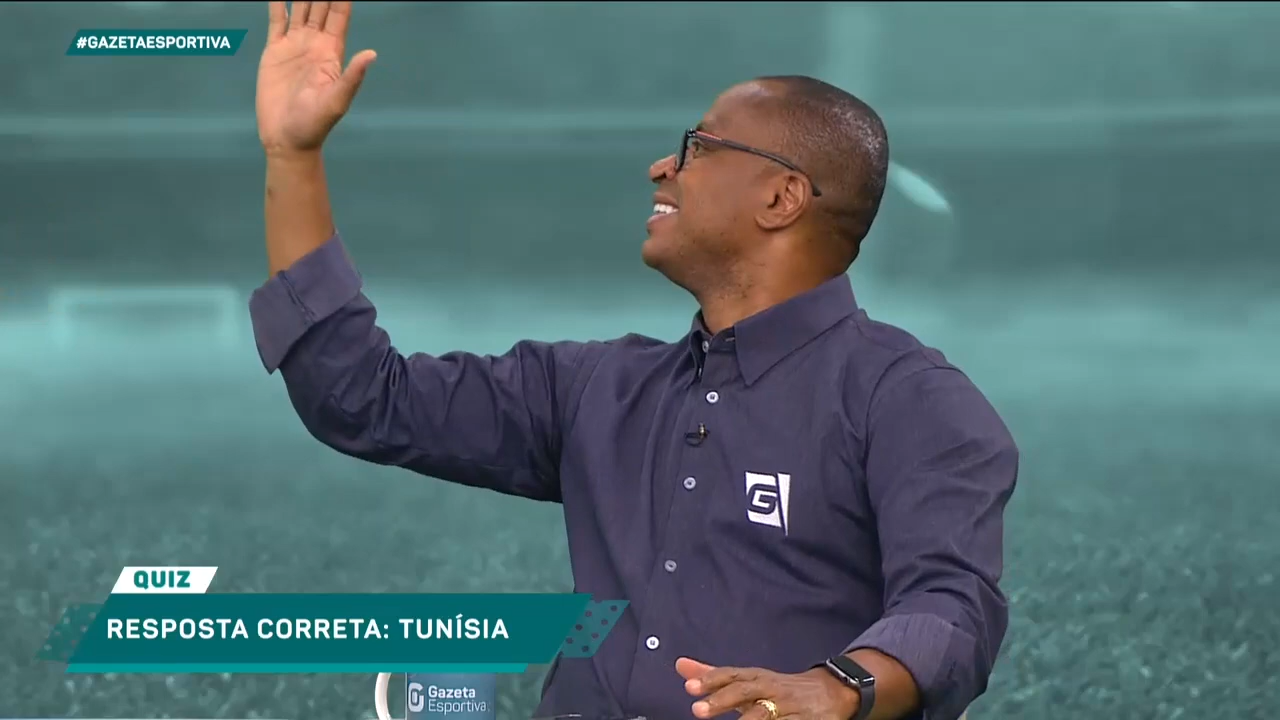 #GAZETAESPORTIVA
QUIZ
RESPOSTA CORRETA: TUNÍSIA
Gazeta
Esportiva